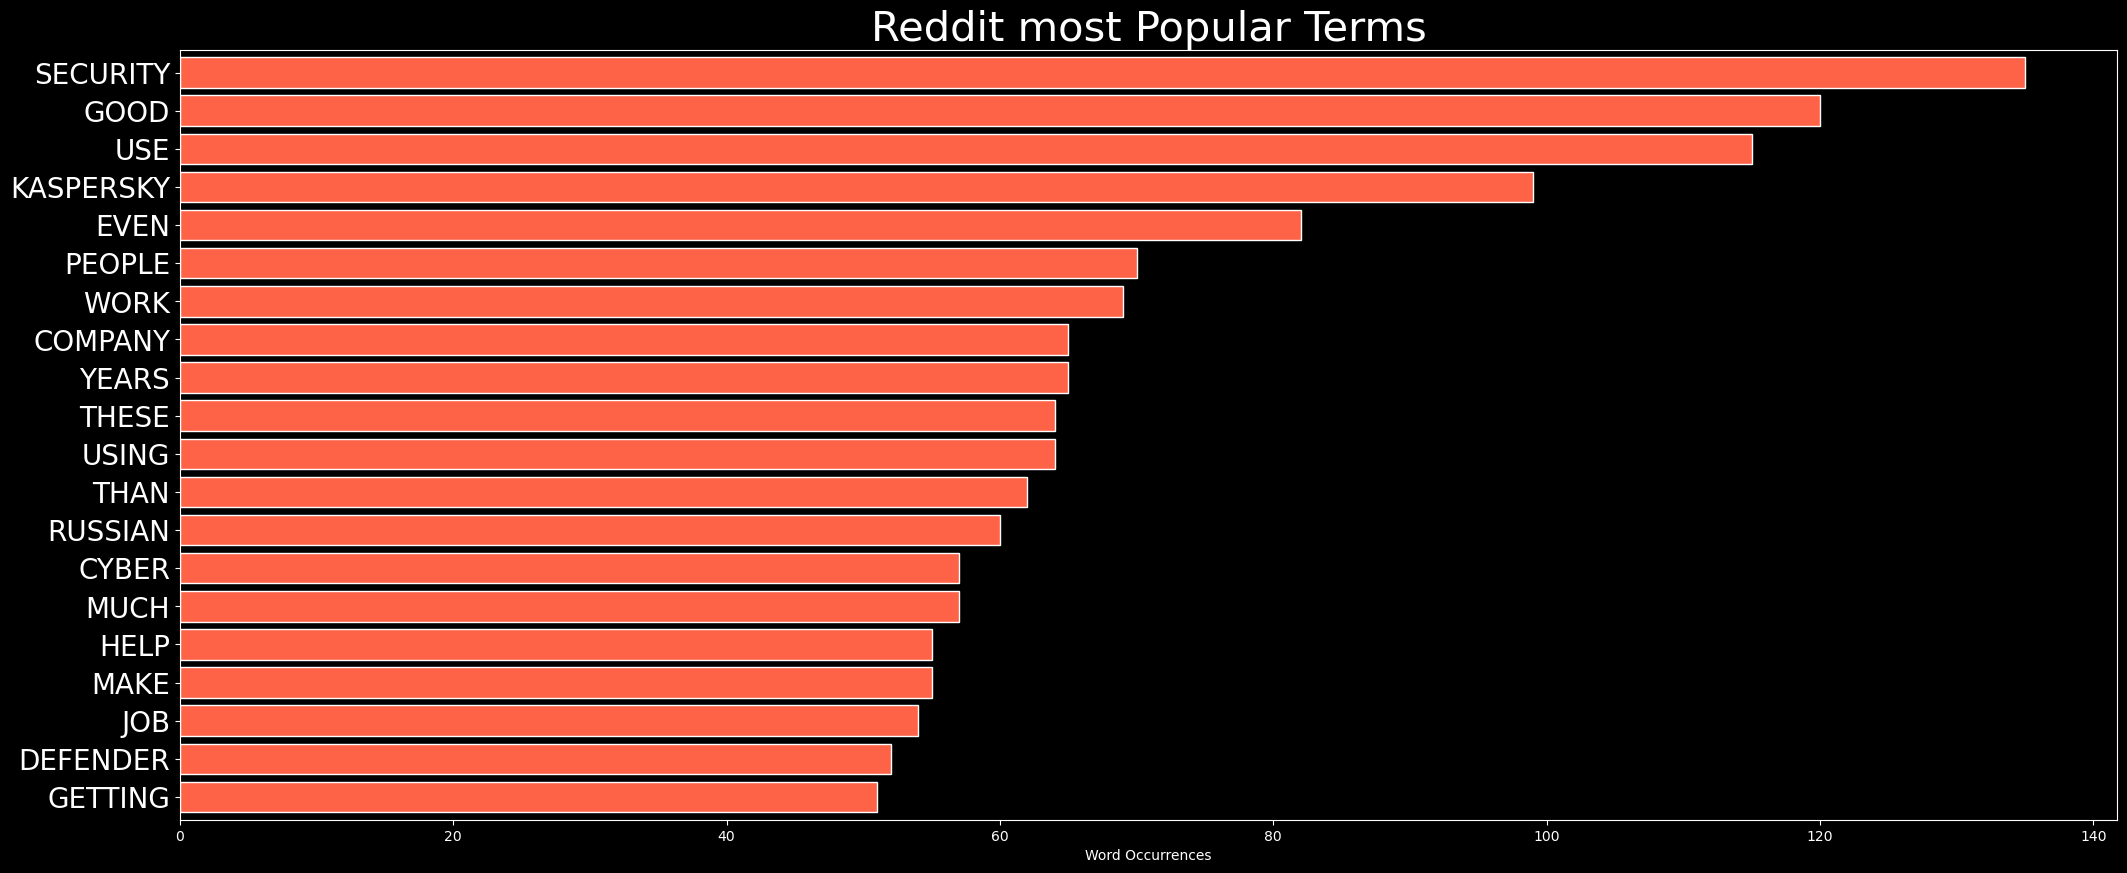 Reddit most Popular Terms
SECURITY
GOOD
USE
KASPERSKY
EVEN
PEOPLE
WORK
COMPANY
YEARS
THESE
USING
THAN
RUSSIAN
CYBER
MUCH
HELP
MAKE
JOB
DEFENDER
GETTING
0 20 40 60 80 100 120 140
Word Occurrences